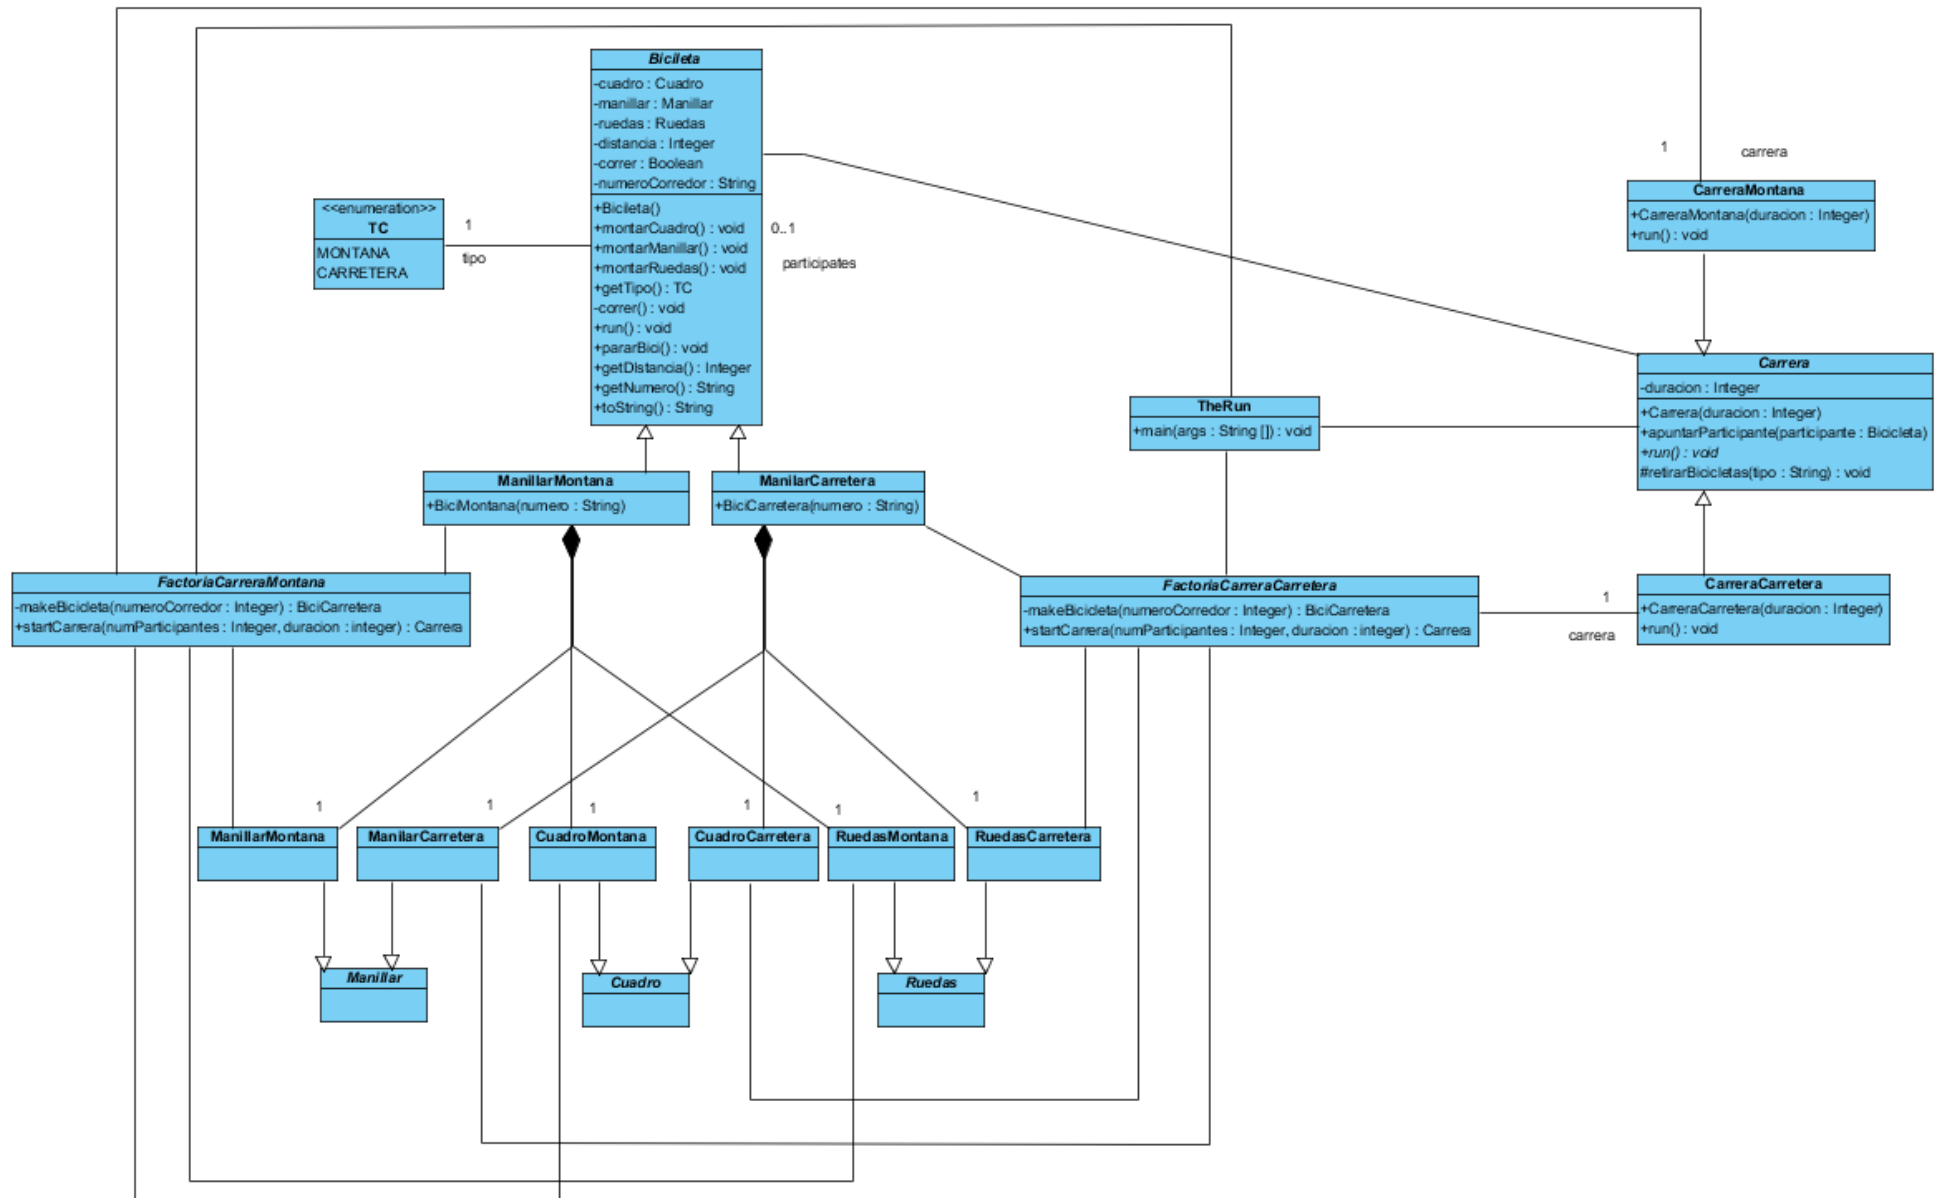 Bicileta
-cuadro : Cuadro
-manillar : Manillar
-ruedas : Ruedas
-distancia : Integer
-correr : Boolean
-numeroCorredor : String
+Bicileta()
+montarCuadro() : void
+montarManillar() : void
+montarRuedas() : void
+getTipo() : TC
-correr() : void
+run() : void
+pararBici() : void
+getDIstancia() : Integer
+getNumero() : String
+toString() : String
<<enumeration>>
TC
MONTANA
CARRETERA
1
tipo
0..1
participates
1
carrera
CarreraMontana
+CarreraMontana(duracion : Integer)
+run() : void
Carrera
-duracion : Integer
+Carrera(duracion : Integer)
+apuntarParticipante(participante : Bicicleta)
+run() : void
#retirarBicicletas(tipo : String) : void
TheRun
+main(args : String []) : void
ManillarMontana
+BiciMontana(numero : String)
ManilarCarretera
+BiciCarretera(numero : String)
FactoriaCarreraMontana
-makeBicicleta(numeroCorredor : Integer) : BiciCarretera
+startCarrera(numParticipantes : Integer, duracion : integer) : Carrera
FactoriaCarreraCarretera
-makeBicicleta(numeroCorredor : Integer) : BiciCarretera
+startCarrera(numParticipantes : Integer, duracion : integer) : Carrera
1
carrera
CarreraCarretera
+CarreraCarretera(duracion : Integer)
+run() : void
1
1
1
1
1
1
ManillarMontana
ManilarCarretera
CuadroMontana
CuadroCarretera
RuedasMontana
RuedasCarretera
Manillar
Cuadro
Ruedas